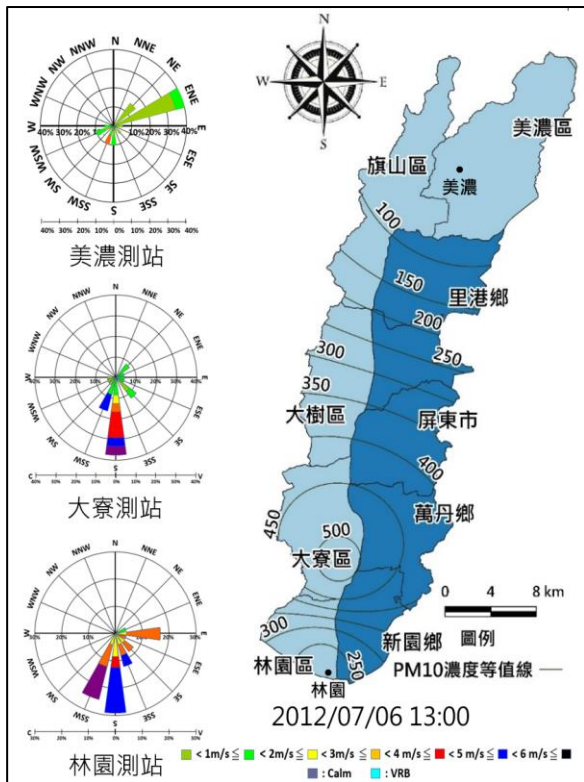 N
NNE
NE
ENE
E
ESE
SE
SSE
S
SSW
SW
WSW
W
WNW
NW
NNW
40% 30% 20% 10% 10% 20% 30% 40%
40% 30% 20% 10% 0% 10% 20% 30% 40%
美濃測站
N
NNE
NE
ENE
E
ESE
SE
SSE
S
SSW
SW
WSW
W
WNW
NW
NNW
大寮測站
N
NNE
NE
ENE
E
ESE
SE
SSE
S
SSW
SW
WSW
W
WNW
NW
NNW
林園測站
N
W
E
S
美濃區
旗山區
美濃
100
150
里港鄉
200
300
250
350
大樹區
屏東市
400
萬丹鄉
450
500
大寮區
0 4 8 km
300
新園鄉
圖例
林園區
250
PM10濃度等值線
林園
2012/07/06 13:00
< 1m/s≦ < 2m/s≦ < 3m/s≦ < 4 m/s≦ < 5 m/s≦ < 6 m/s≦
: Calm : VRB